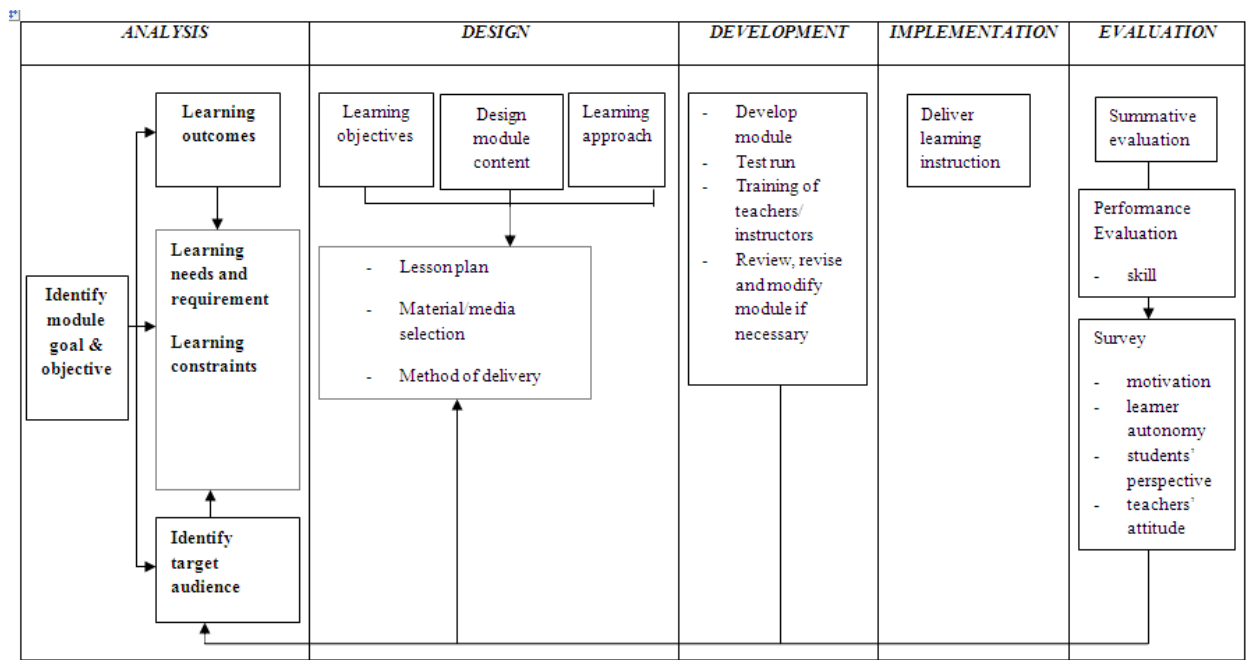 ANALYSIS
DESIGN
DEVELOPMENT
IMPLEMENTATION
EVALUATION
Identify
module
goal &
objective
Learning
outcomes
Learning
needs and
requirement
Learning
constraints
Identify
target
audience
Learning
objectives
Design
module
content
Learning
approach
- Lesson plan
- Material/media
selection
- Method of delivery
- Develop
module
- Test run
- Training of
teachers/
instructors
- Review, revise
and modify
module if
necessary
Deliver
learning
instruction
Summative
evaluation
Performance
Evaluation
- skill
Survey
- motivation
- learner
autonomy
- students’
perspective
- teachers’
attitude